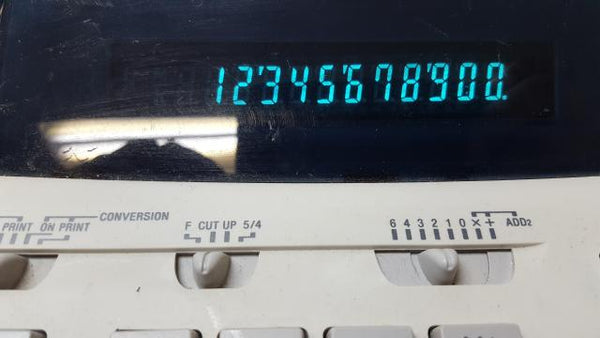 12'345'678'900.
CONVERSION
PRINT ON PRINT
F CUT UP 5/4
6 4 3 2 1 0 × + ADD2